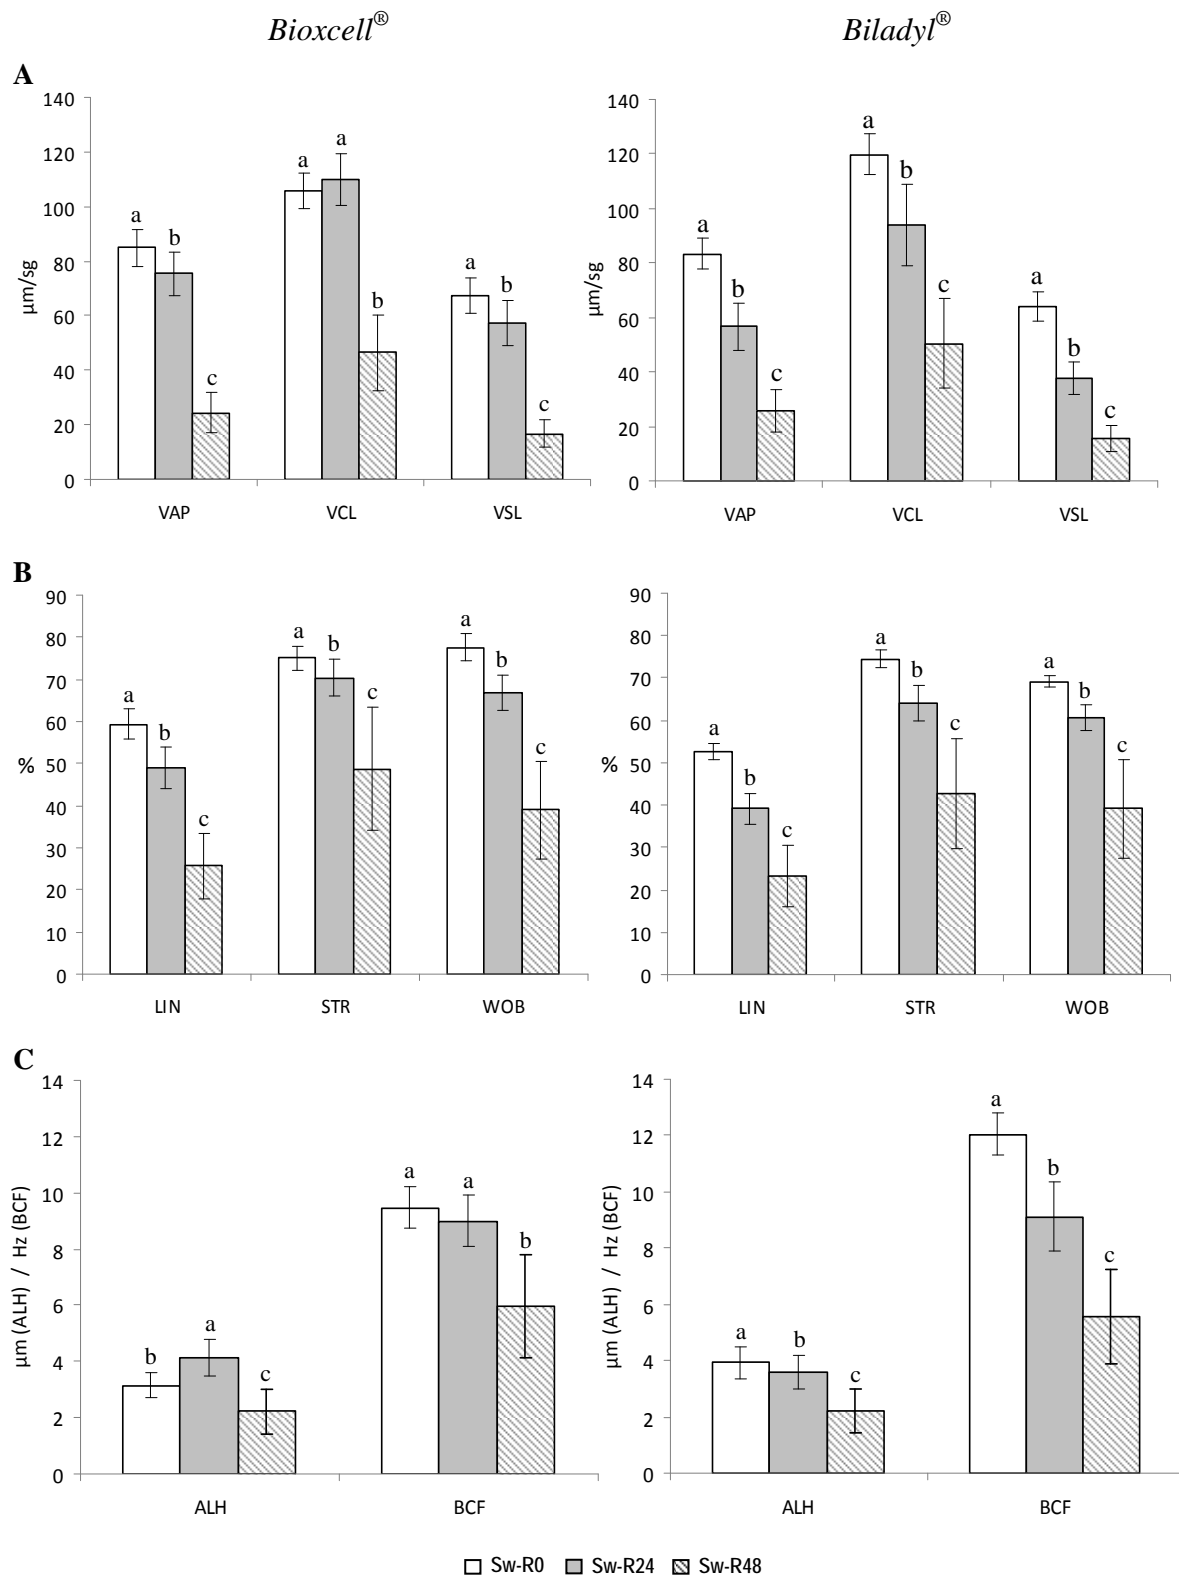 Bioxcell® Biladyl®
A
140 120 100 80 60 40 20 0
µm/sg
a b c a a b a b c
VAP VCL VSL
140 120 100 80 60 40 20 0
µm/sg
a b c a b c a b c
VAP VCL VSL
B
90 80 70 60 50 40 30 20 10 0
%
a b c a b c a b c
LIN STR WOB
90 80 70 60 50 40 30 20 10 0
%
a b c a b c a b c
LIN STR WOB
C
14 12 10 8 6 4 2 0
µm (ALH) / Hz (BCF)
b a c a a b
ALH BCF
14 12 10 8 6 4 2 0
µm (ALH) / Hz (BCF)
a b c a b c
ALH BCF
Sw-R0 Sw-R24 Sw-R48